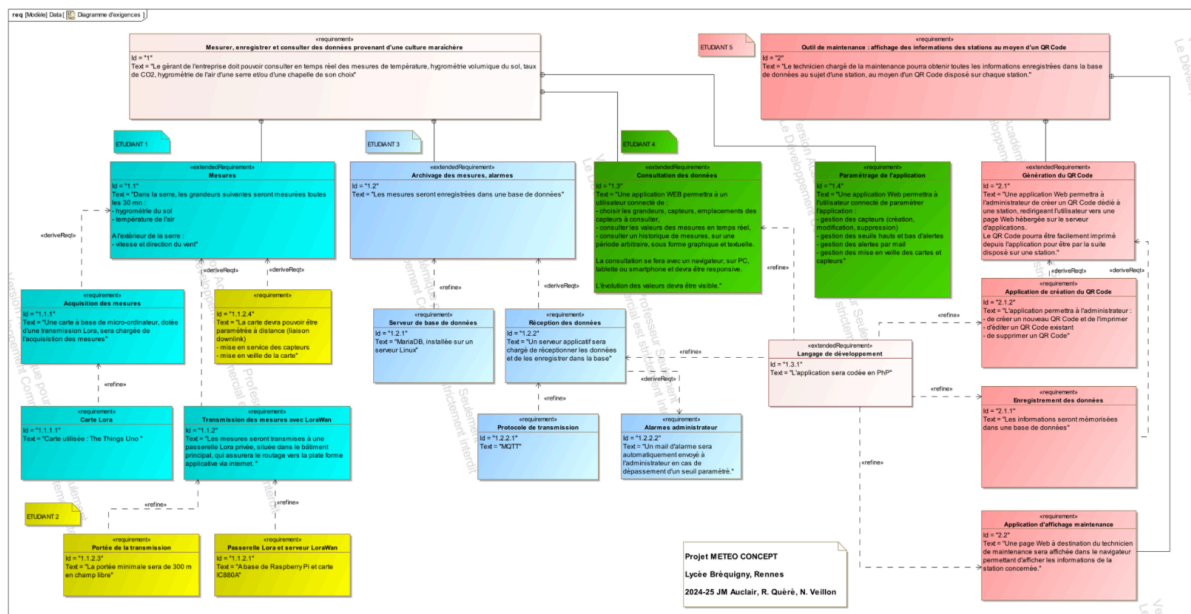 req [Modèle] Data [ Diagramme d'exigences ]
«requirement»
Mesurer, enregistrer et consulter des données provenant d'une culture maraîchère
Id = "1"
Text = "Le gérant de l'entreprise doit pouvoir consulter en temps réel des mesures de température, hygrométrie volumique du sol, taux
de CO2, hygrométrie de l'air d'une serre et/ou d'une chapelle de son choix"
ETUDIANT 5
«requirement»
Outil de maintenance : affichage des informations des stations au moyen d'un QR Code
Id = "2"
Text = "Le technicien chargé de la maintenance pourra obtenir toutes les informations enregistrées dans la base
de données au sujet d'une station, au moyen d'un QR Code disposé sur chaque station."
ETUDIANT 1
ETUDIANT 3
ETUDIANT 4
«extendedRequirement»
Mesures
Id = "1.1"
Text = "Dans la serre, les grandeurs suivantes seront mesurées toutes
les 30 mn :
- hygrométrie du sol
- température de l'air
A l'extérieur de la serre :
- vitesse et direction du vent"
«extendedRequirement»
Archivage des mesures, alarmes
Id = "1.2"
Text = "Les mesures seront enregistrées dans une base de données"
«extendedRequirement»
Consultation des données
Id = "1.3"
Text = "Une application WEB permettra à un
utilisateur connecté de :
- choisir les grandeurs, capteurs, emplacements des
capteurs à consulter,
- consulter les valeurs des mesures en temps réel,
- consulter un historique de mesures, sur une
période arbitraire, sous forme graphique et textuelle.
La consultation se fera avec un navigateur, sur PC,
tablette ou smartphone et devra être responsive.
L'évolution des valeurs devra être visible."
«extendedRequirement»
Paramètrage de l'application
Id = "1.4"
Text = "Une application Web permettra à
l'utilisateur connecté de paramétrer
l'application :
- gestion des capteurs (création,
modification, suppression)
- gestion des seuils hauts et bas d'alertes
- gestion des alertes par mail
- gestion des mise en veille des cartes et
capteurs"
«extendedRequirement»
Génération du QR Code
Id = "2.1"
Text = "Une application Web permettra à
l'administrateur de créer un QR Code dédié à
une station, redirigeant l'utilisateur vers une
page Web hébergée sur le serveur
d'applications.
Le QR Code pourra être facilement imprimé
depuis l'application pour être par la suite
disposé sur une station."
«deriveReqt»
«deriveReqt»
«deriveReqt»
«refine»
«refine»
«refine»
«deriveReqt»
«deriveReqt»
«requirement»
Acquisition des mesures
Id = "1.1.1"
Text = "Une carte à base de micro-ordinateur, dotée
d'une transmission Lora, sera chargée de
l'acquisition des mesures"
«requirement»
Id = "1.1.2.4"
Text = "La carte devra pouvoir être
paramétrée à distance (liaison
downlink)
- mise en service des capteurs
- mise en veille de la carte"
«requirement»
Serveur de base de données
Id = "1.2.1"
Text = "MariaDB, installée sur un
serveur Linux"
«requirement»
Réception des données
Id = "1.2.2"
Text = "Un serveur applicatif sera
chargé de réceptionner les données
et de les enregistrer dans la base"
«extendedRequirement»
Langage de développement
Id = "1.3.1"
Text = "L'application sera codée en PhP"
«requirement»
Application de création du QR Code
Id = "2.1.2"
Text = "L'application permettra à l'administrateur :
- de créer un nouveau QR Code et de l'imprimer
- d'éditer un QR Code existant
- de supprimer un QR Code"
«refine»
«refine»
«refine»
«deriveReqt»
«refine»
«refine»
«refine»
«requirement»
Carte Lora
Id = "1.1.1.1"
Text = "Carte utilisée : The Things Uno "
«requirement»
Transmission des mesures avec LoraWan
Id = "1.1.2"
Text = "Les mesures seront transmises à une
passerelle Lora privée, située dans le bâtiment
principal, qui assurera le routage vers la plate forme
applicative via internet. "
«requirement»
Protocole de transmission
Id = "1.2.2.1"
Text = "MQTT"
«requirement»
Alarmes administrateur
Id = "1.2.2.2"
Text = "Un mail d'alarme sera
automatiquement envoyé à
l'administrateur en cas de
dépassement d'un seuil paramétré."
«requirement»
Enregistrement des données
Id = "2.1.1"
Text = "Les informations seront mémorisées
dans une base de données"
ETUDIANT 2
«refine»
«refine»
«requirement»
Portée de la transmission
Id = "1.1.2.3"
Text = "La portée minimale sera de 300 m
en champ libre"
«requirement»
Passerelle Lora et serveur LoraWan
Id = "1.1.2.1"
Text = "A base de Raspberry Pi et carte
IC880A"
Projet METEO CONCEPT
Lycée Bréquigny, Rennes
2024-25 JM Auclair, R. Quéré, N. Veillon
«requirement»
Application d'affichage maintenance
Id = "2.2"
Text = "Une page Web à destination du technicien
de maintenance sera affichée dans le navigateur
permettant d'afficher les informations de la
station concernée."